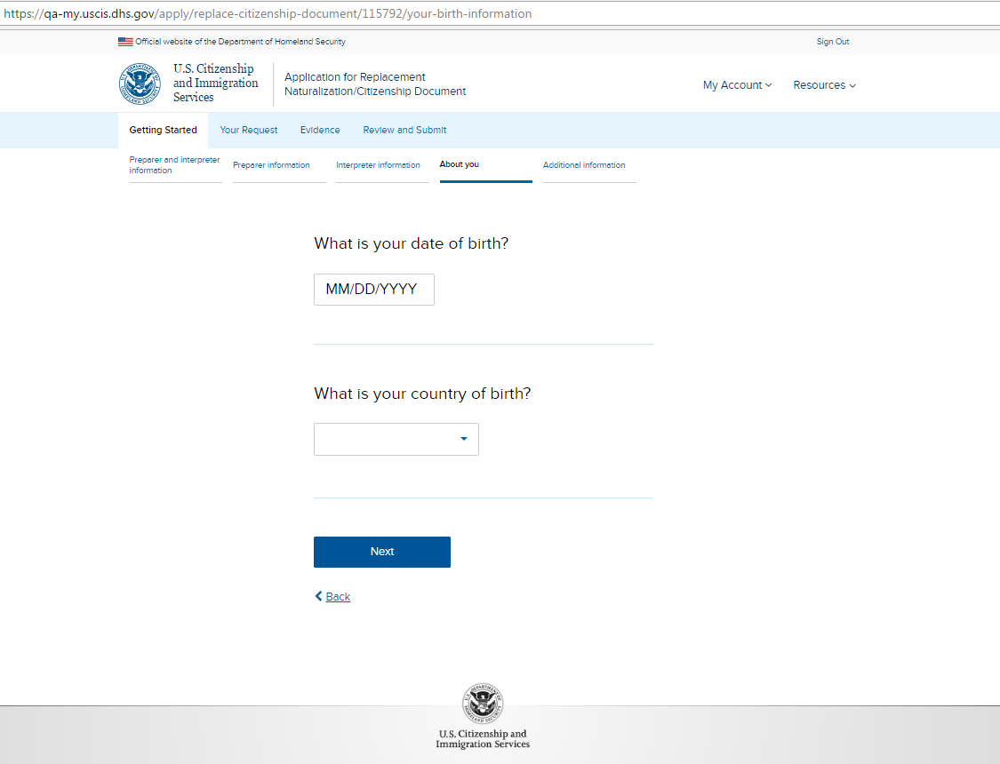 https://qa-my.uscis.dhs.gov/apply/replace-citizenship-document/115792/your-birth-information
Official website of the Department of Homeland Security
Sign Out
U.S. Citizenship
and Immigration
Services
Application for Replacement
Naturalization/Citizenship Document
My Account
Resources
Getting Started
Your Request
Evidence
Review and Submit
Preparer and interpreter
information
Preparer information
Interpreter information
About you
Additional information
What is your date of birth?
MM/DD/YYYY
What is your country of birth?
Next
Back
U.S. Citizenship and
Immigration Services